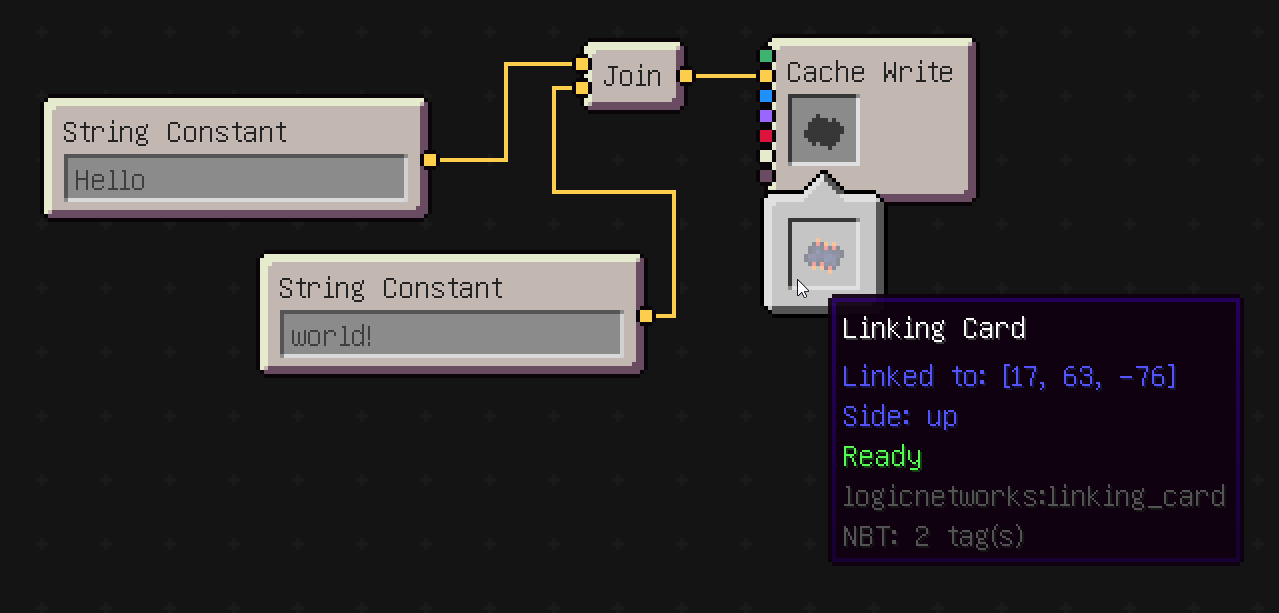 Join
Cache Write
String Constant
Hello
String Constant
world!
Linking Card
Linked to: [17, 63, -76]
Side: up
Ready
logicnetworks:linking_card
NBT: 2 tag(s)